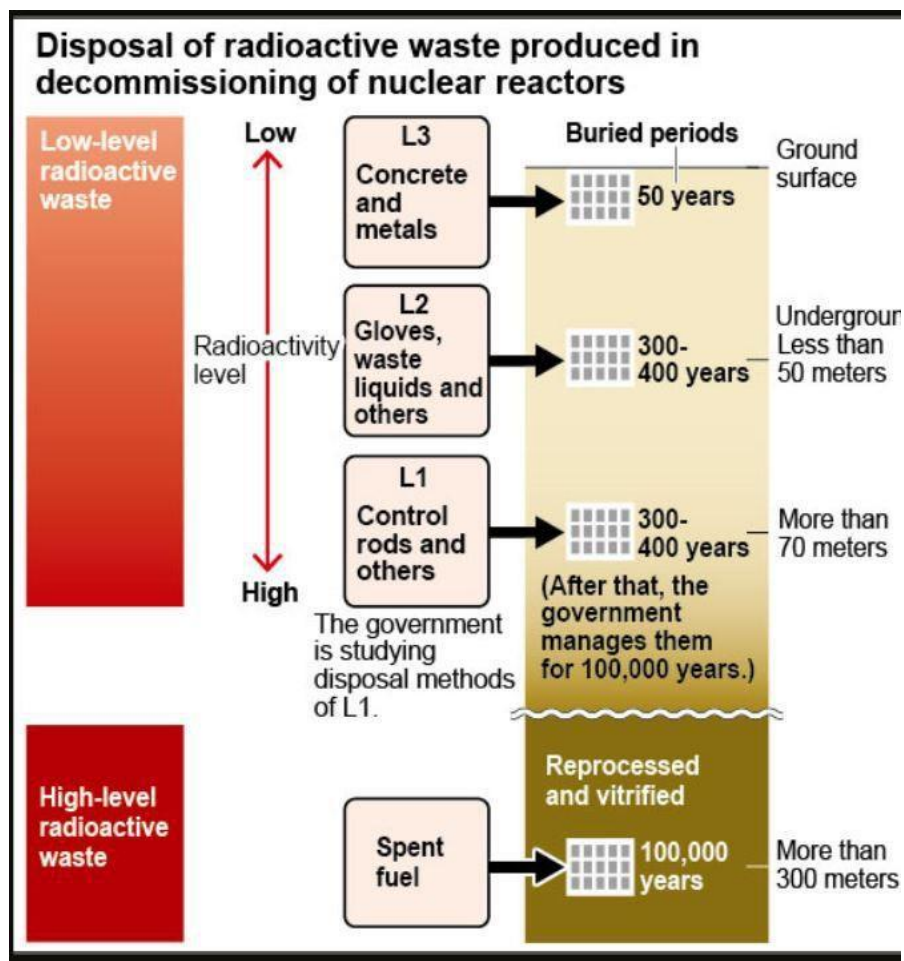 Disposal of radioactive waste produced in
decommissioning of nuclear reactors
Low-level
radioactive
waste
Low
Radioactivity
level
High
L3
Concrete
and
metals
Buried periods
50 years
Ground
surface
L2
Gloves,
waste
liquids and
others
300-
400 years
Undergroun
Less than
50 meters
L1
Control
rods and
others
300-
400 years
More than
70 meters
(After that, the
government
manages them
for 100,000 years.)
The government
is studying
disposal methods
of L1.
High-level
radioactive
waste
Spent
fuel
Reprocessed
and vitrified
100,000
years
More than
300 meters